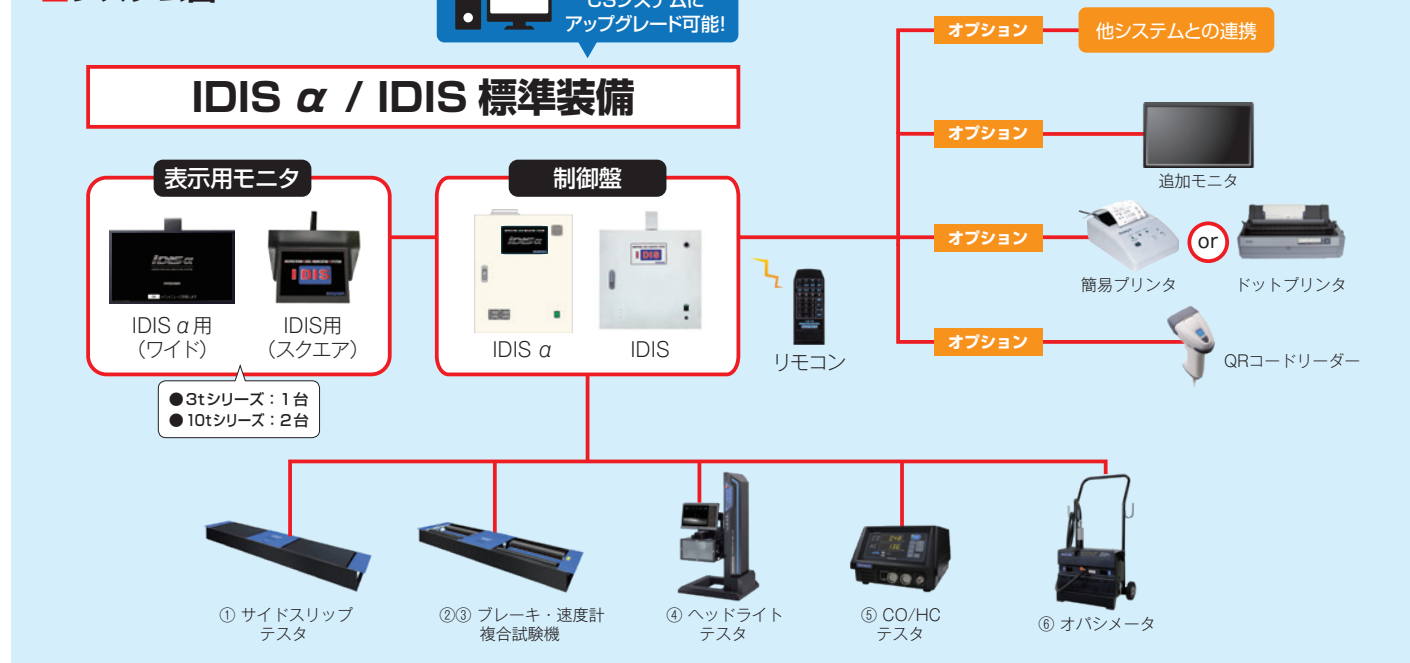 CSシステムに
アップグレード可能!
IDIS α / IDIS 標準装備
表示用モニタ
IDIS α
IDIS
IDIS α用
(ワイド)
IDIS用
(スクエア)
●3tシリーズ:1台
●10tシリーズ:2台
制御盤
IDIS α
IDIS
IDIS α
IDIS
リモコン
オプション
他システムとの連携
オプション
追加モニタ
オプション
簡易プリンタ
or
ドットプリンタ
オプション
QRコードリーダー
① サイドスリップ
テスタ
②③ ブレーキ・速度計
複合試験機
④ ヘッドライト
テスタ
⑤ CO/HC
テスタ
⑥ オパシメータ